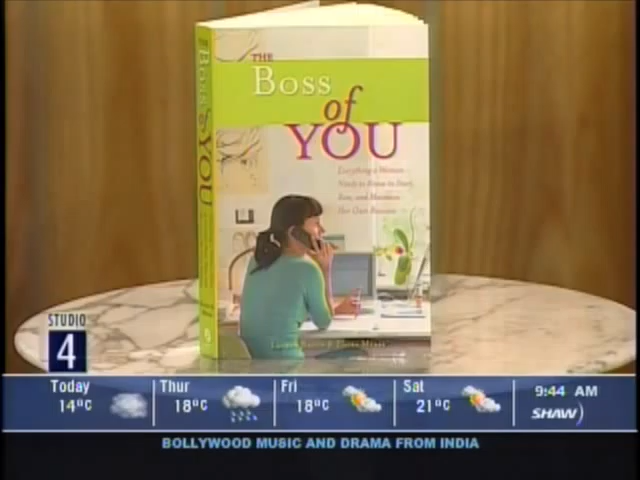 THE
Boss
of
YOU
Everything a Woman
Needs to Know to Start,
Run, and Maintain
Her Own Business
THE BOSS of YOU
STUDIO
4
Today
14°C
Thur
18°C
Fri
18°C
Sat
21°C
9:44 AM
SHAW)
BOLLYWOOD MUSIC AND DRAMA FROM INDIA